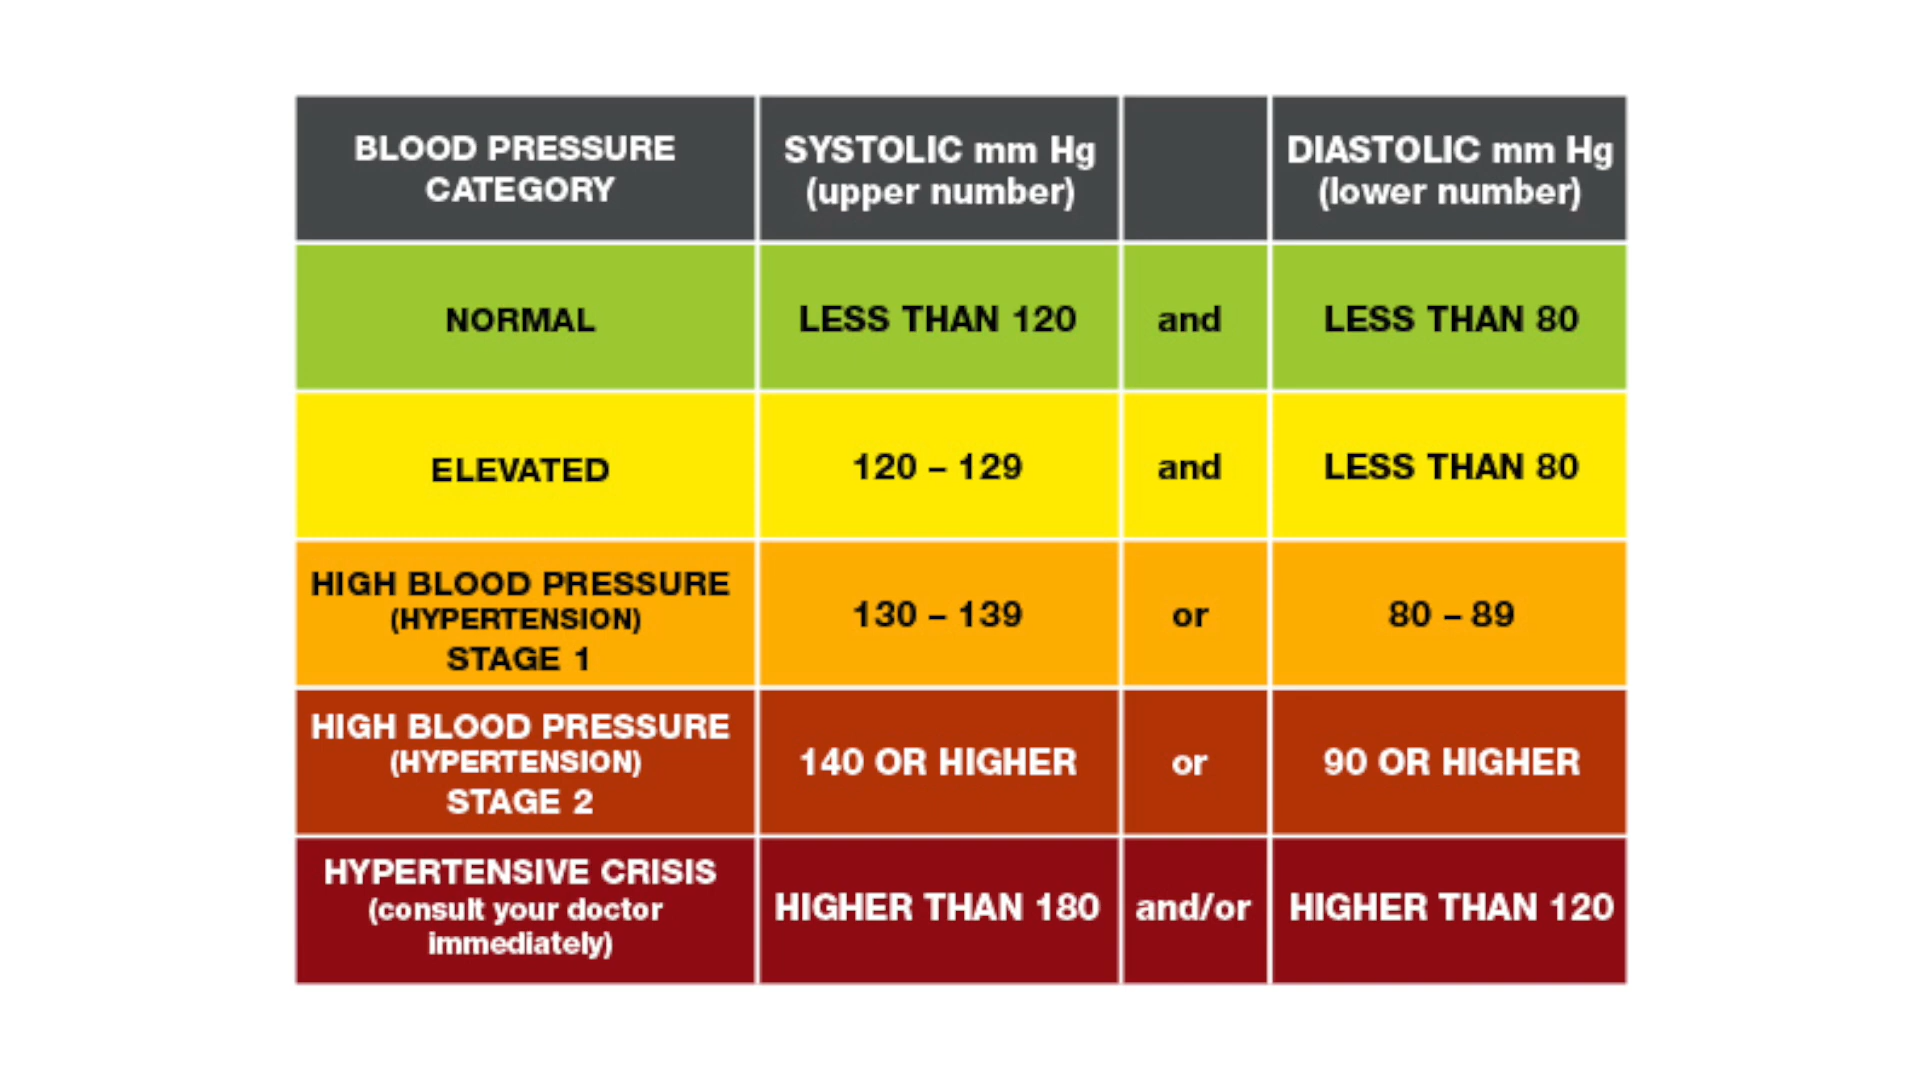 BLOOD PRESSURE
CATEGORY
SYSTOLIC mm Hg
(upper number)
DIASTOLIC mm Hg
(lower number)
NORMAL
LESS THAN 120
and
LESS THAN 80
ELEVATED
120 – 129
and
LESS THAN 80
HIGH BLOOD PRESSURE
(HYPERTENSION)
STAGE 1
130 – 139
or
80 – 89
HIGH BLOOD PRESSURE
(HYPERTENSION)
STAGE 2
140 OR HIGHER
or
90 OR HIGHER
HYPERTENSIVE CRISIS
(consult your doctor
immediately)
HIGHER THAN 180
and/or
HIGHER THAN 120